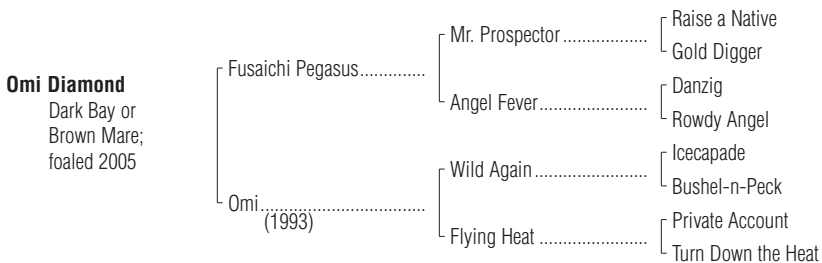 Omi Diamond
Dark Bay or
Brown Mare;
foaled 2005
Fusaichi Pegasus..............
Omi...................................
(1993)
Mr. Prospector ..................
Angel Fever.......................
Wild Again ........................
Flying Heat .......................
Raise a Native
Gold Digger
Danzig
Rowdy Angel
Icecapade
Bushel-n-Peck
Private Account
Turn Down the Heat